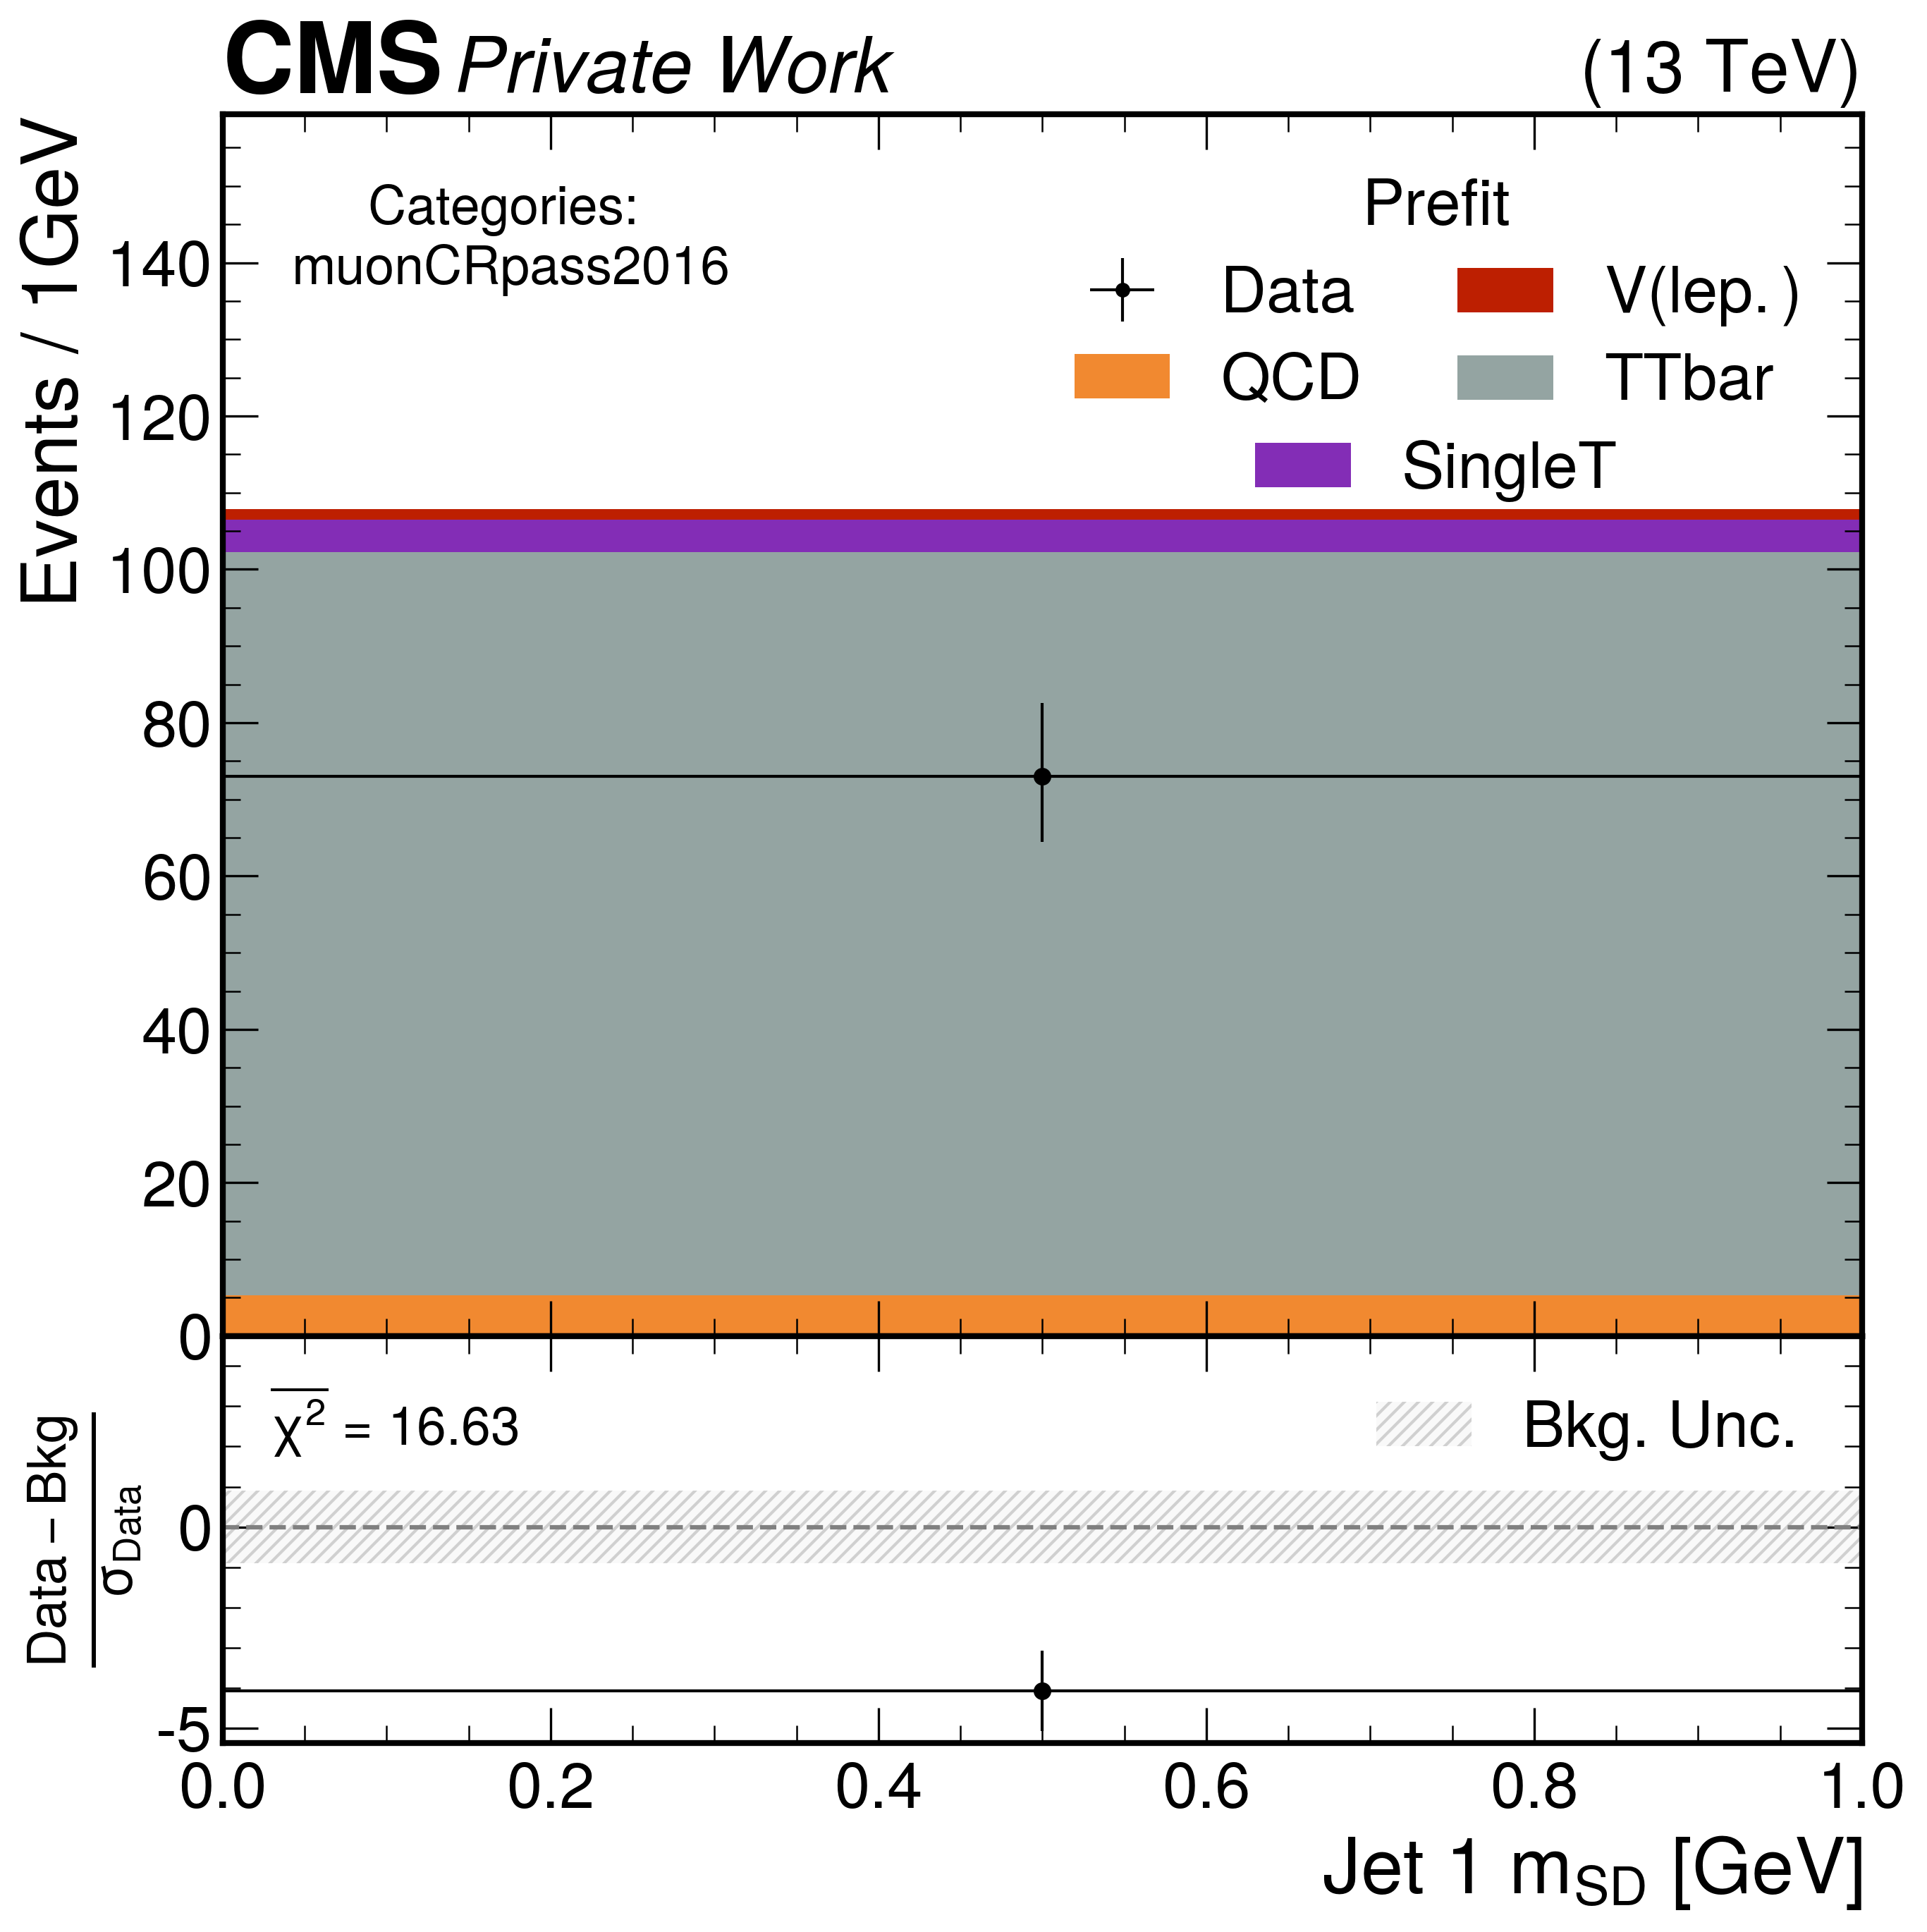 CMS Private Work (13 TeV)
Events / 1 GeV
Categories:
muonCRpass2016
Prefit
Data V(lep.)
QCD TTbar
SingleT
140
120
100
80
60
40
20
0
Data – Bkg
σData
χ² = 16.63
Bkg. Unc.
0
-5
0.0 0.2 0.4 0.6 0.8 1.0
Jet 1 mSD [GeV]